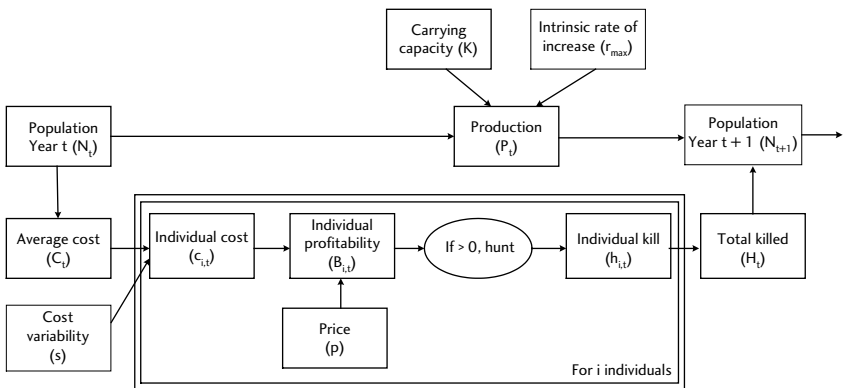 Carrying
capacity (K)
Intrinsic rate of
increase (rmax)
Population
Year t (Nt)
Production
(Pt)
Population
Year t + 1 (Nt+1)
Average cost
(Ct)
Individual cost
(ci,t)
Individual
profitability
(Bi,t)
If > 0, hunt
Individual kill
(hi,t)
Total killed
(Ht)
Cost
variability
(s)
Price
(p)
For i individuals